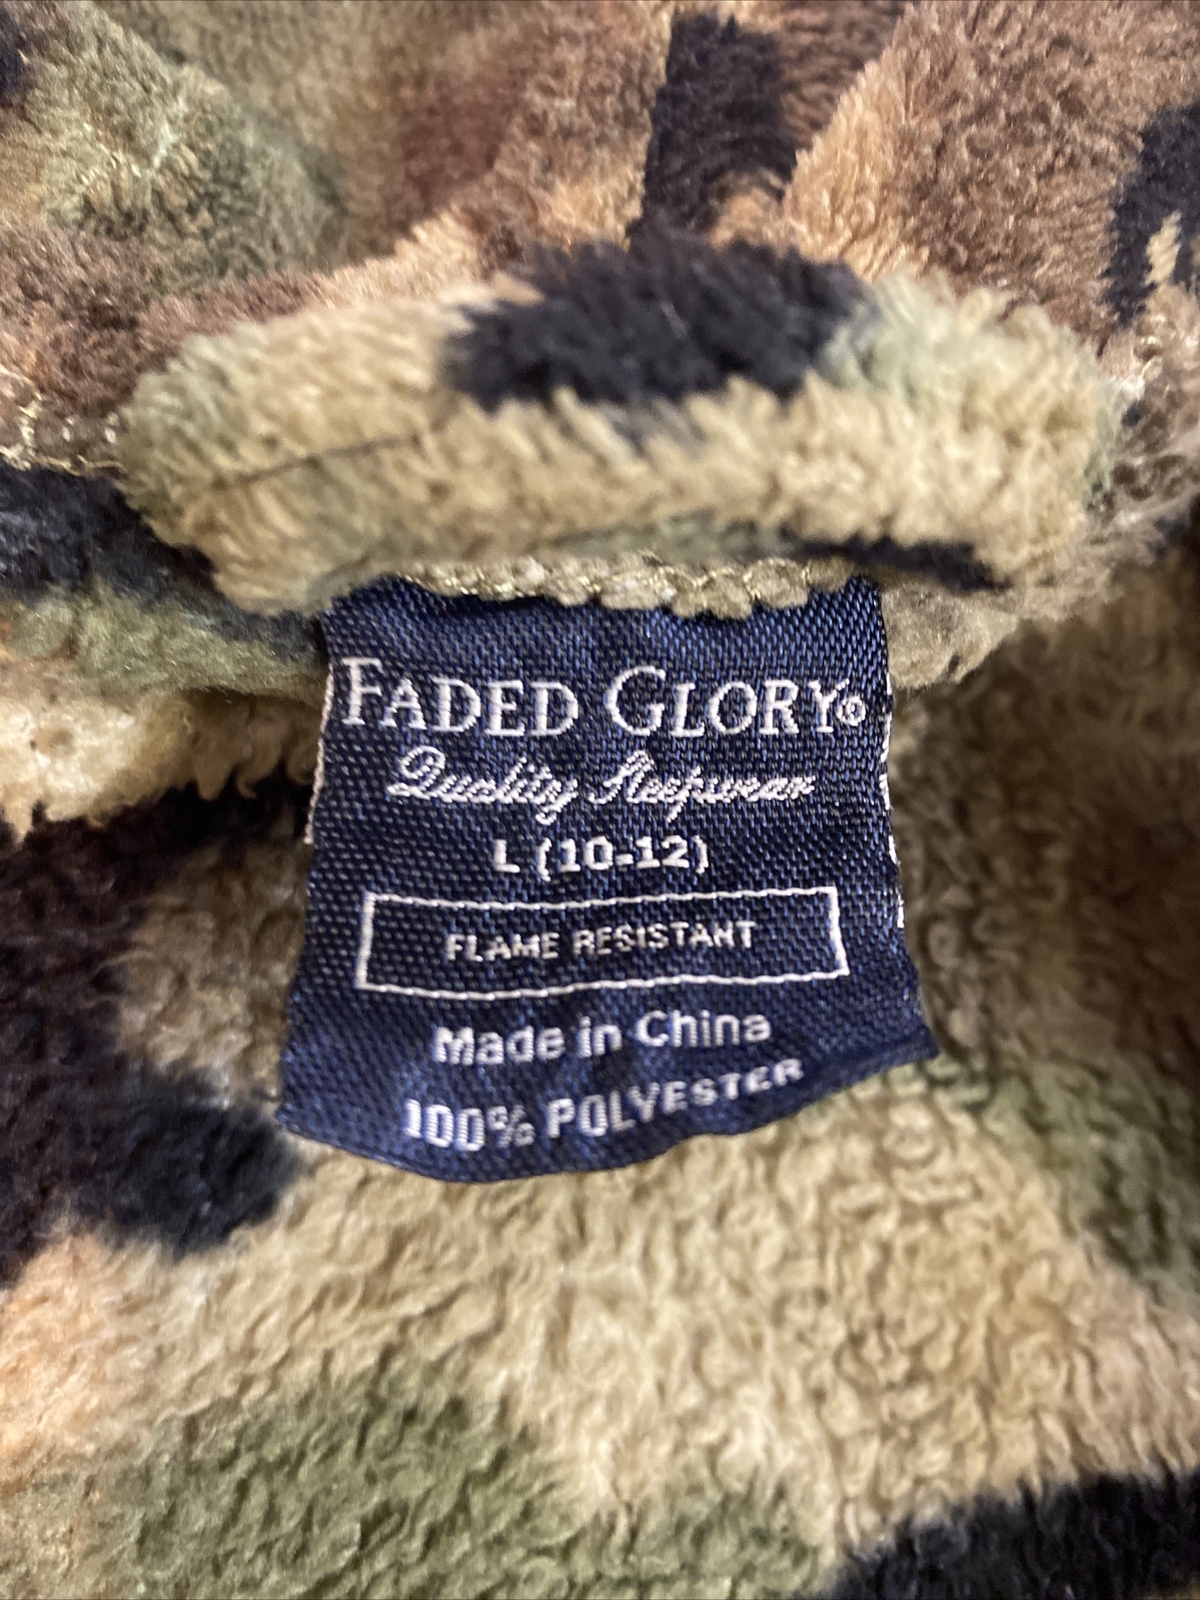 FADED GLORY®
Quality Sleepwear
L (10-12)
FLAME RESISTANT
Made in China
100% POLYESTER